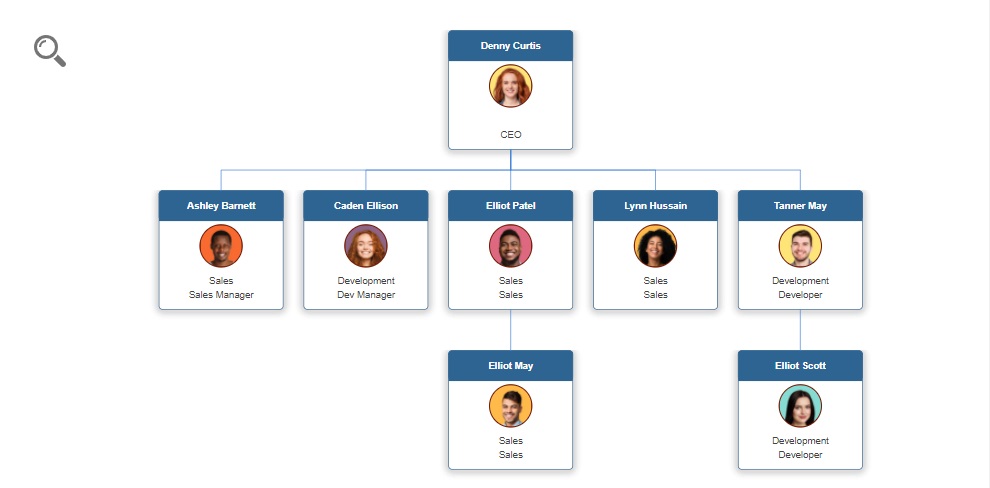 Denny Curtis
CEO
Ashley Barnett
Sales
Sales Manager
Caden Ellison
Development
Dev Manager
Elliot Patel
Sales
Sales
Lynn Hussain
Sales
Sales
Tanner May
Development
Developer
Elliot May
Sales
Sales
Elliot Scott
Development
Developer